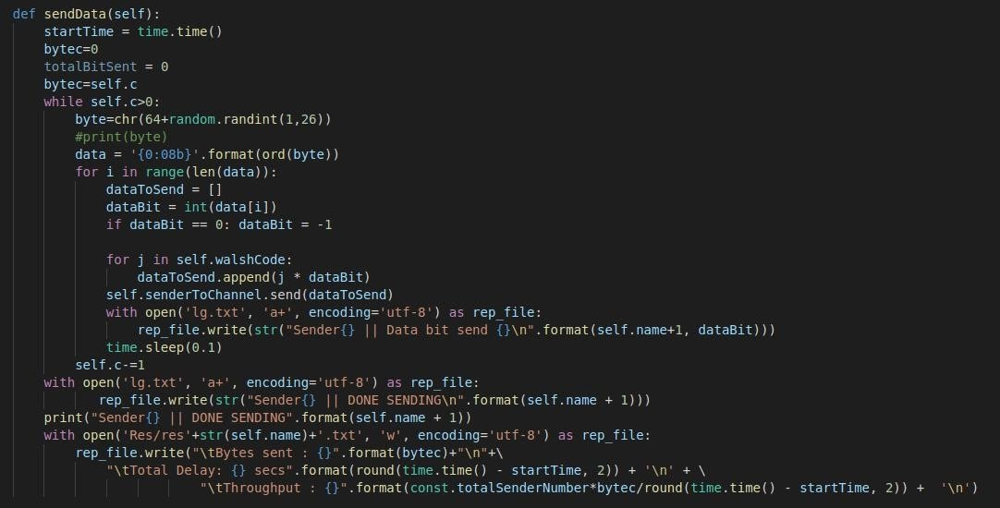 def sendData(self):
    startTime = time.time()
    bytec=0
    totalBitSent = 0
    bytec=self.c
    while self.c>0:
        byte=chr(64+random.randint(1,26))
        #print(byte)
        data = '{0:08b}'.format(ord(byte))
        for i in range(len(data)):
            dataToSend = []
            dataBit = int(data[i])
            if dataBit == 0: dataBit = -1

            for j in self.walshCode:
                dataToSend.append(j * dataBit)
            self.senderToChannel.send(dataToSend)
            with open('lg.txt', 'a+', encoding='utf-8') as rep_file:
                rep_file.write(str("Sender{} || Data bit send {}\n".format(self.name+1, dataBit)))
            time.sleep(0.1)
        self.c-=1
    with open('lg.txt', 'a+', encoding='utf-8') as rep_file:
           rep_file.write(str("Sender{} || DONE SENDING\n".format(self.name + 1)))
    print("Sender{} || DONE SENDING".format(self.name + 1))
    with open('Res/res'+str(self.name)+'.txt', 'w', encoding='utf-8') as rep_file:
        rep_file.write("\tBytes sent : {}".format(bytec)+"\n"+\
            "\tTotal Delay: {} secs".format(round(time.time() - startTime, 2)) + '\n' + \
                        "\tThroughput : {}".format(const.totalSenderNumber*bytec/round(time.time() - startTime, 2)) +  '\n')